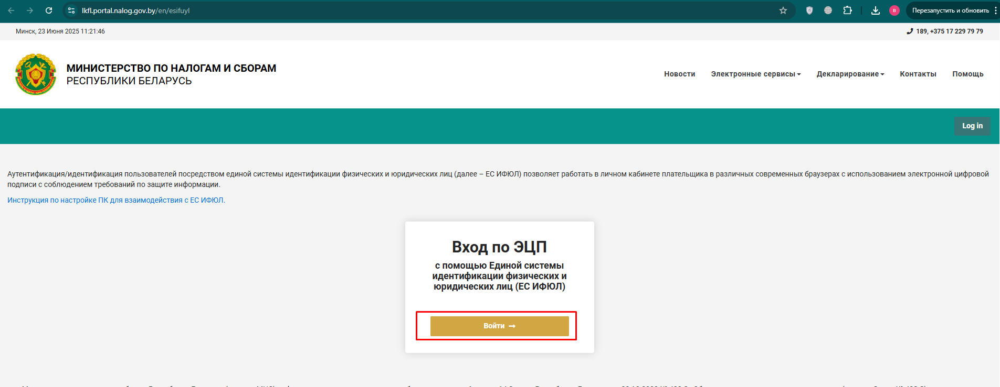 lkfl.portal.nalog.gov.by/en/esifuyl
В
Перезапустить и обновить
Минск, 23 Июня 2025 11:21:46
189, +375 17 229 79 79
МИНИСТЕРСТВО ПО НАЛОГАМ И СБОРАМ
РЕСПУБЛИКИ БЕЛАРУСЬ
Новости Электронные сервисы Декларирование Контакты Помощь
Log in
Аутентификация/идентификация пользователей посредством единой системы идентификации физических и юридических лиц (далее – ЕС ИФЮЛ) позволяет работать в личном кабинете плательщика в различных современных браузерах с использованием электронной цифровой
подписи с соблюдением требований по защите информации.
Инструкция по настройке ПК для взаимодействия с ЕС ИФЮЛ.
Вход по ЭЦП
с помощью Единой системы
идентификации физических и
юридических лиц (ЕС ИФЮЛ)
Войти →